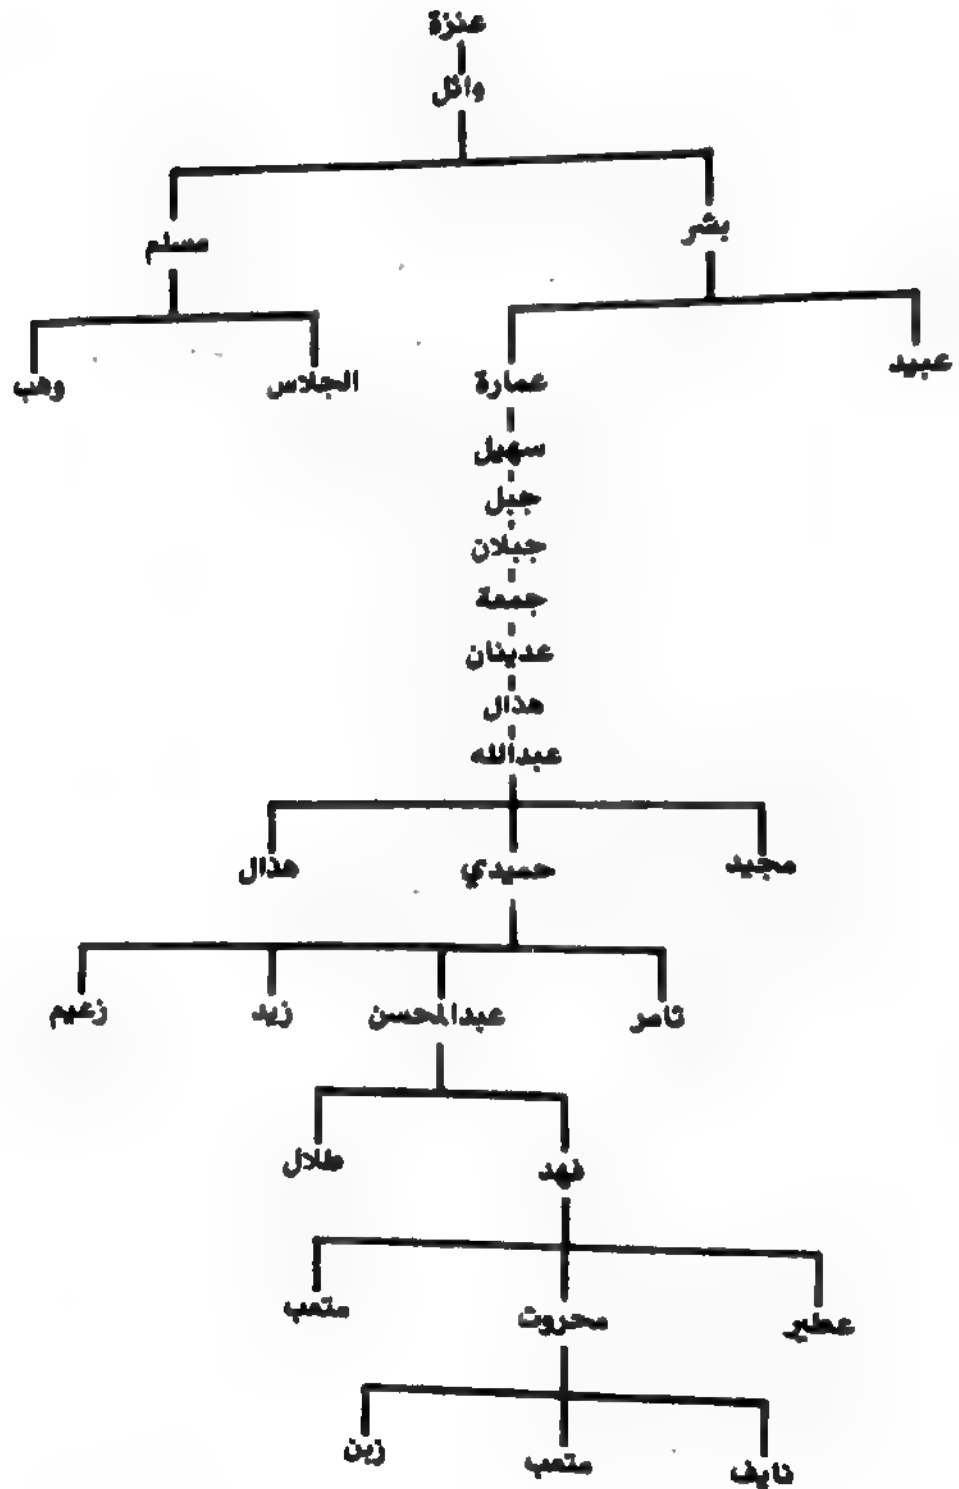 عنزة
وائل
بشر
مسلم
عبيد
عمارة
الجلاس
وهب
سهيل
جبل
جبلان
جمعة
عدينان
هذال
عبدالله
مجيد
حميدي
هذال
ثامر
عبدالمحسن
زيد
زعيم
فهد
طلال
عطير
محروت
متعب
نايف
متعب
زبن